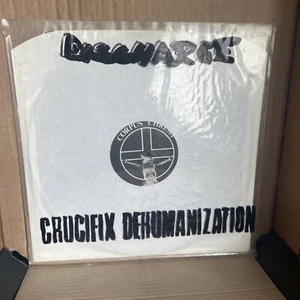 DISCHARGE
CORPUS CHRISTI
CRUCIFIX DEHUMANIZATION